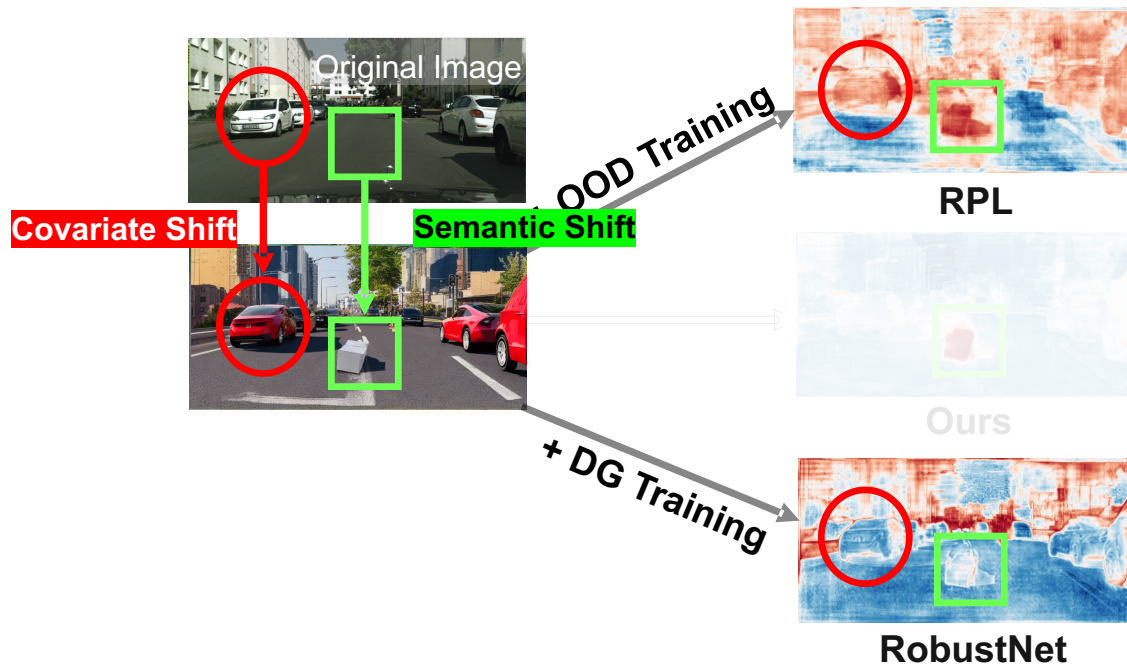 Original Image
OOD Training
RPL
Covariate Shift
Semantic Shift
Ours
+ DG Training
RobustNet